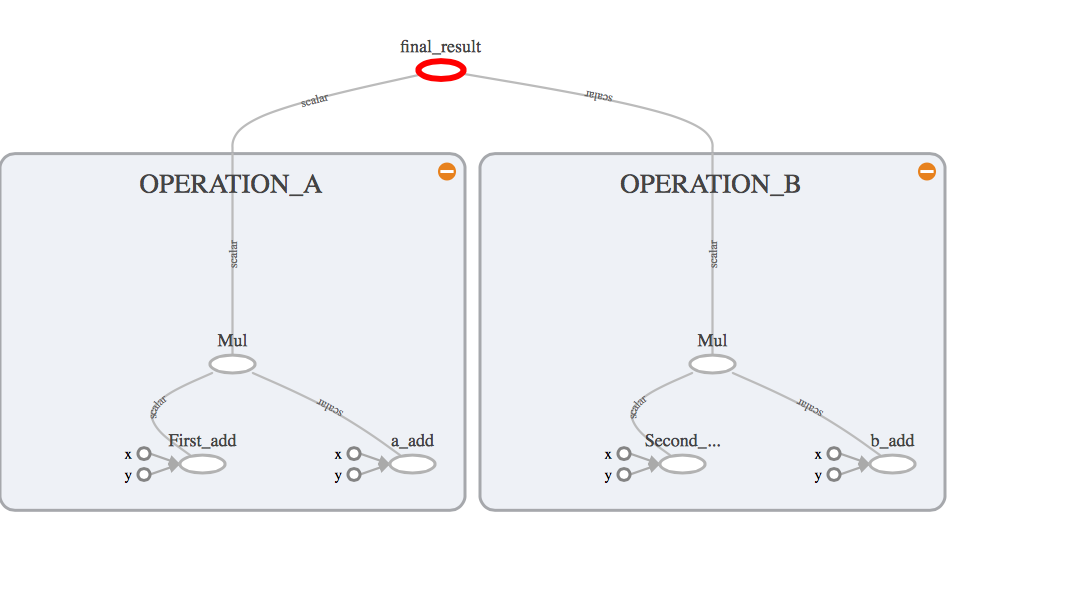 final_result
scalar
scalar
OPERATION_A
OPERATION_B
scalar
scalar
Mul
Mul
scalar
scalar
scalar
scalar
First_add
a_add
Second_...
b_add
x
x
x
x
y
y
y
y